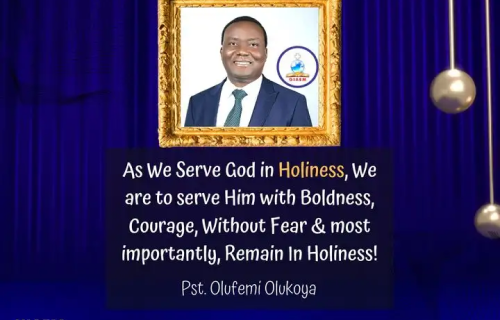 As We Serve God in Holiness, We
are to serve Him with Boldness,
Courage, Without Fear & most
importantly, Remain In Holiness!
Pst. Olufemi Olukoya